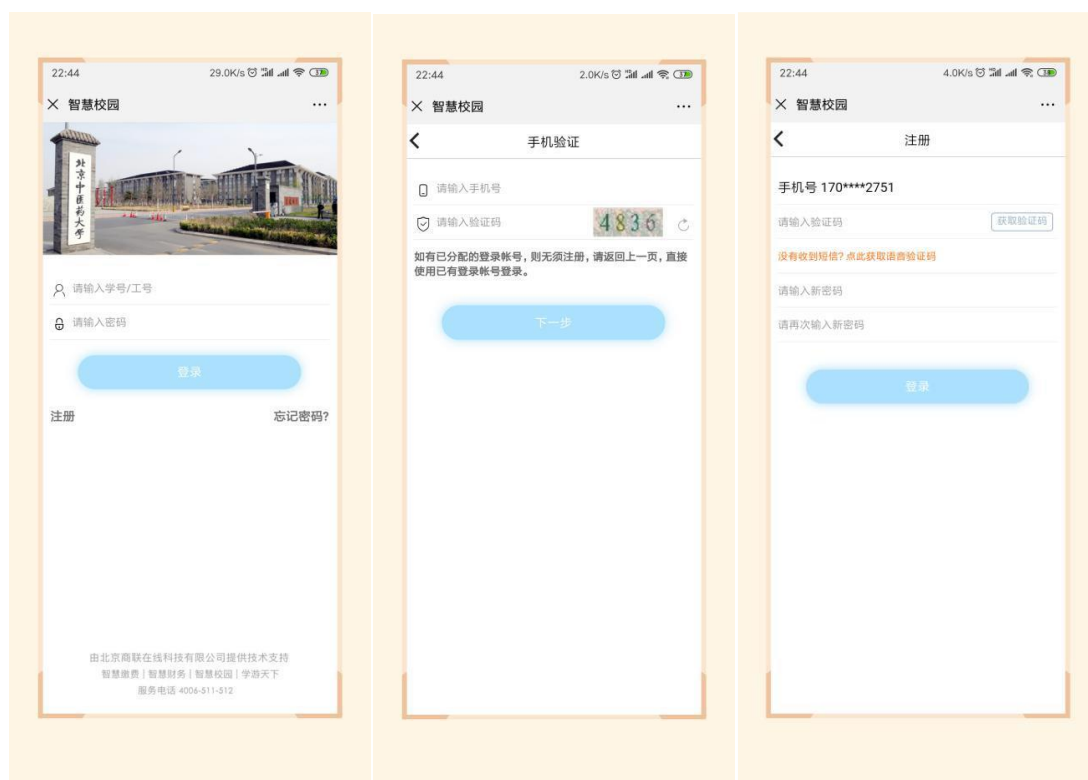 22:44
29.0K/s
智慧校园
北京中医药大学
请输入学号/工号
请输入密码
登录
注册
忘记密码?
由北京商联在线科技有限公司提供技术支持
智慧缴费 | 智慧财务 | 智慧校园 | 学游天下
服务电话 4006-511-512
22:44
2.0K/s
智慧校园
手机验证
请输入手机号
请输入验证码
4836
如有已分配的登录帐号，则无须注册，请返回上一页，直接
使用已有登录帐号登录。
下一步
22:44
4.0K/s
智慧校园
注册
手机号 170****2751
请输入验证码
获取验证码
没有收到短信? 点此获取语音验证码
请输入新密码
请再次输入新密码
登录